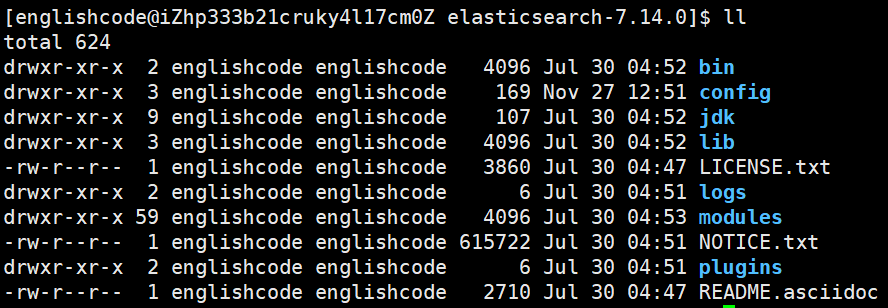 [englishcode@iZhp333b21cruky4l17cm0Z elasticsearch-7.14.0]$ ll
total 624
drwxr-xr-x  2 englishcode englishcode   4096 Jul 30 04:52 bin
drwxr-xr-x  3 englishcode englishcode    169 Nov 27 12:51 config
drwxr-xr-x  9 englishcode englishcode    107 Jul 30 04:52 jdk
drwxr-xr-x  3 englishcode englishcode   4096 Jul 30 04:52 lib
-rw-r--r--  1 englishcode englishcode   3860 Jul 30 04:47 LICENSE.txt
drwxr-xr-x  2 englishcode englishcode      6 Jul 30 04:51 logs
drwxr-xr-x 59 englishcode englishcode   4096 Jul 30 04:53 modules
-rw-r--r--  1 englishcode englishcode 615722 Jul 30 04:51 NOTICE.txt
drwxr-xr-x  2 englishcode englishcode      6 Jul 30 04:51 plugins
-rw-r--r--  1 englishcode englishcode   2710 Jul 30 04:47 README.asciidoc